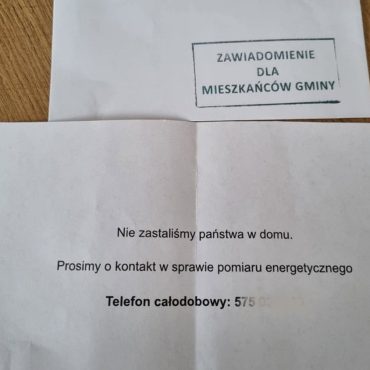 ZAWIADOMIENIE
DLA
MIESZKAŃCÓW GMINY
Nie zastaliśmy państwa w domu.
Prosimy o kontakt w sprawie pomiaru energetycznego
Telefon całodobowy: 575